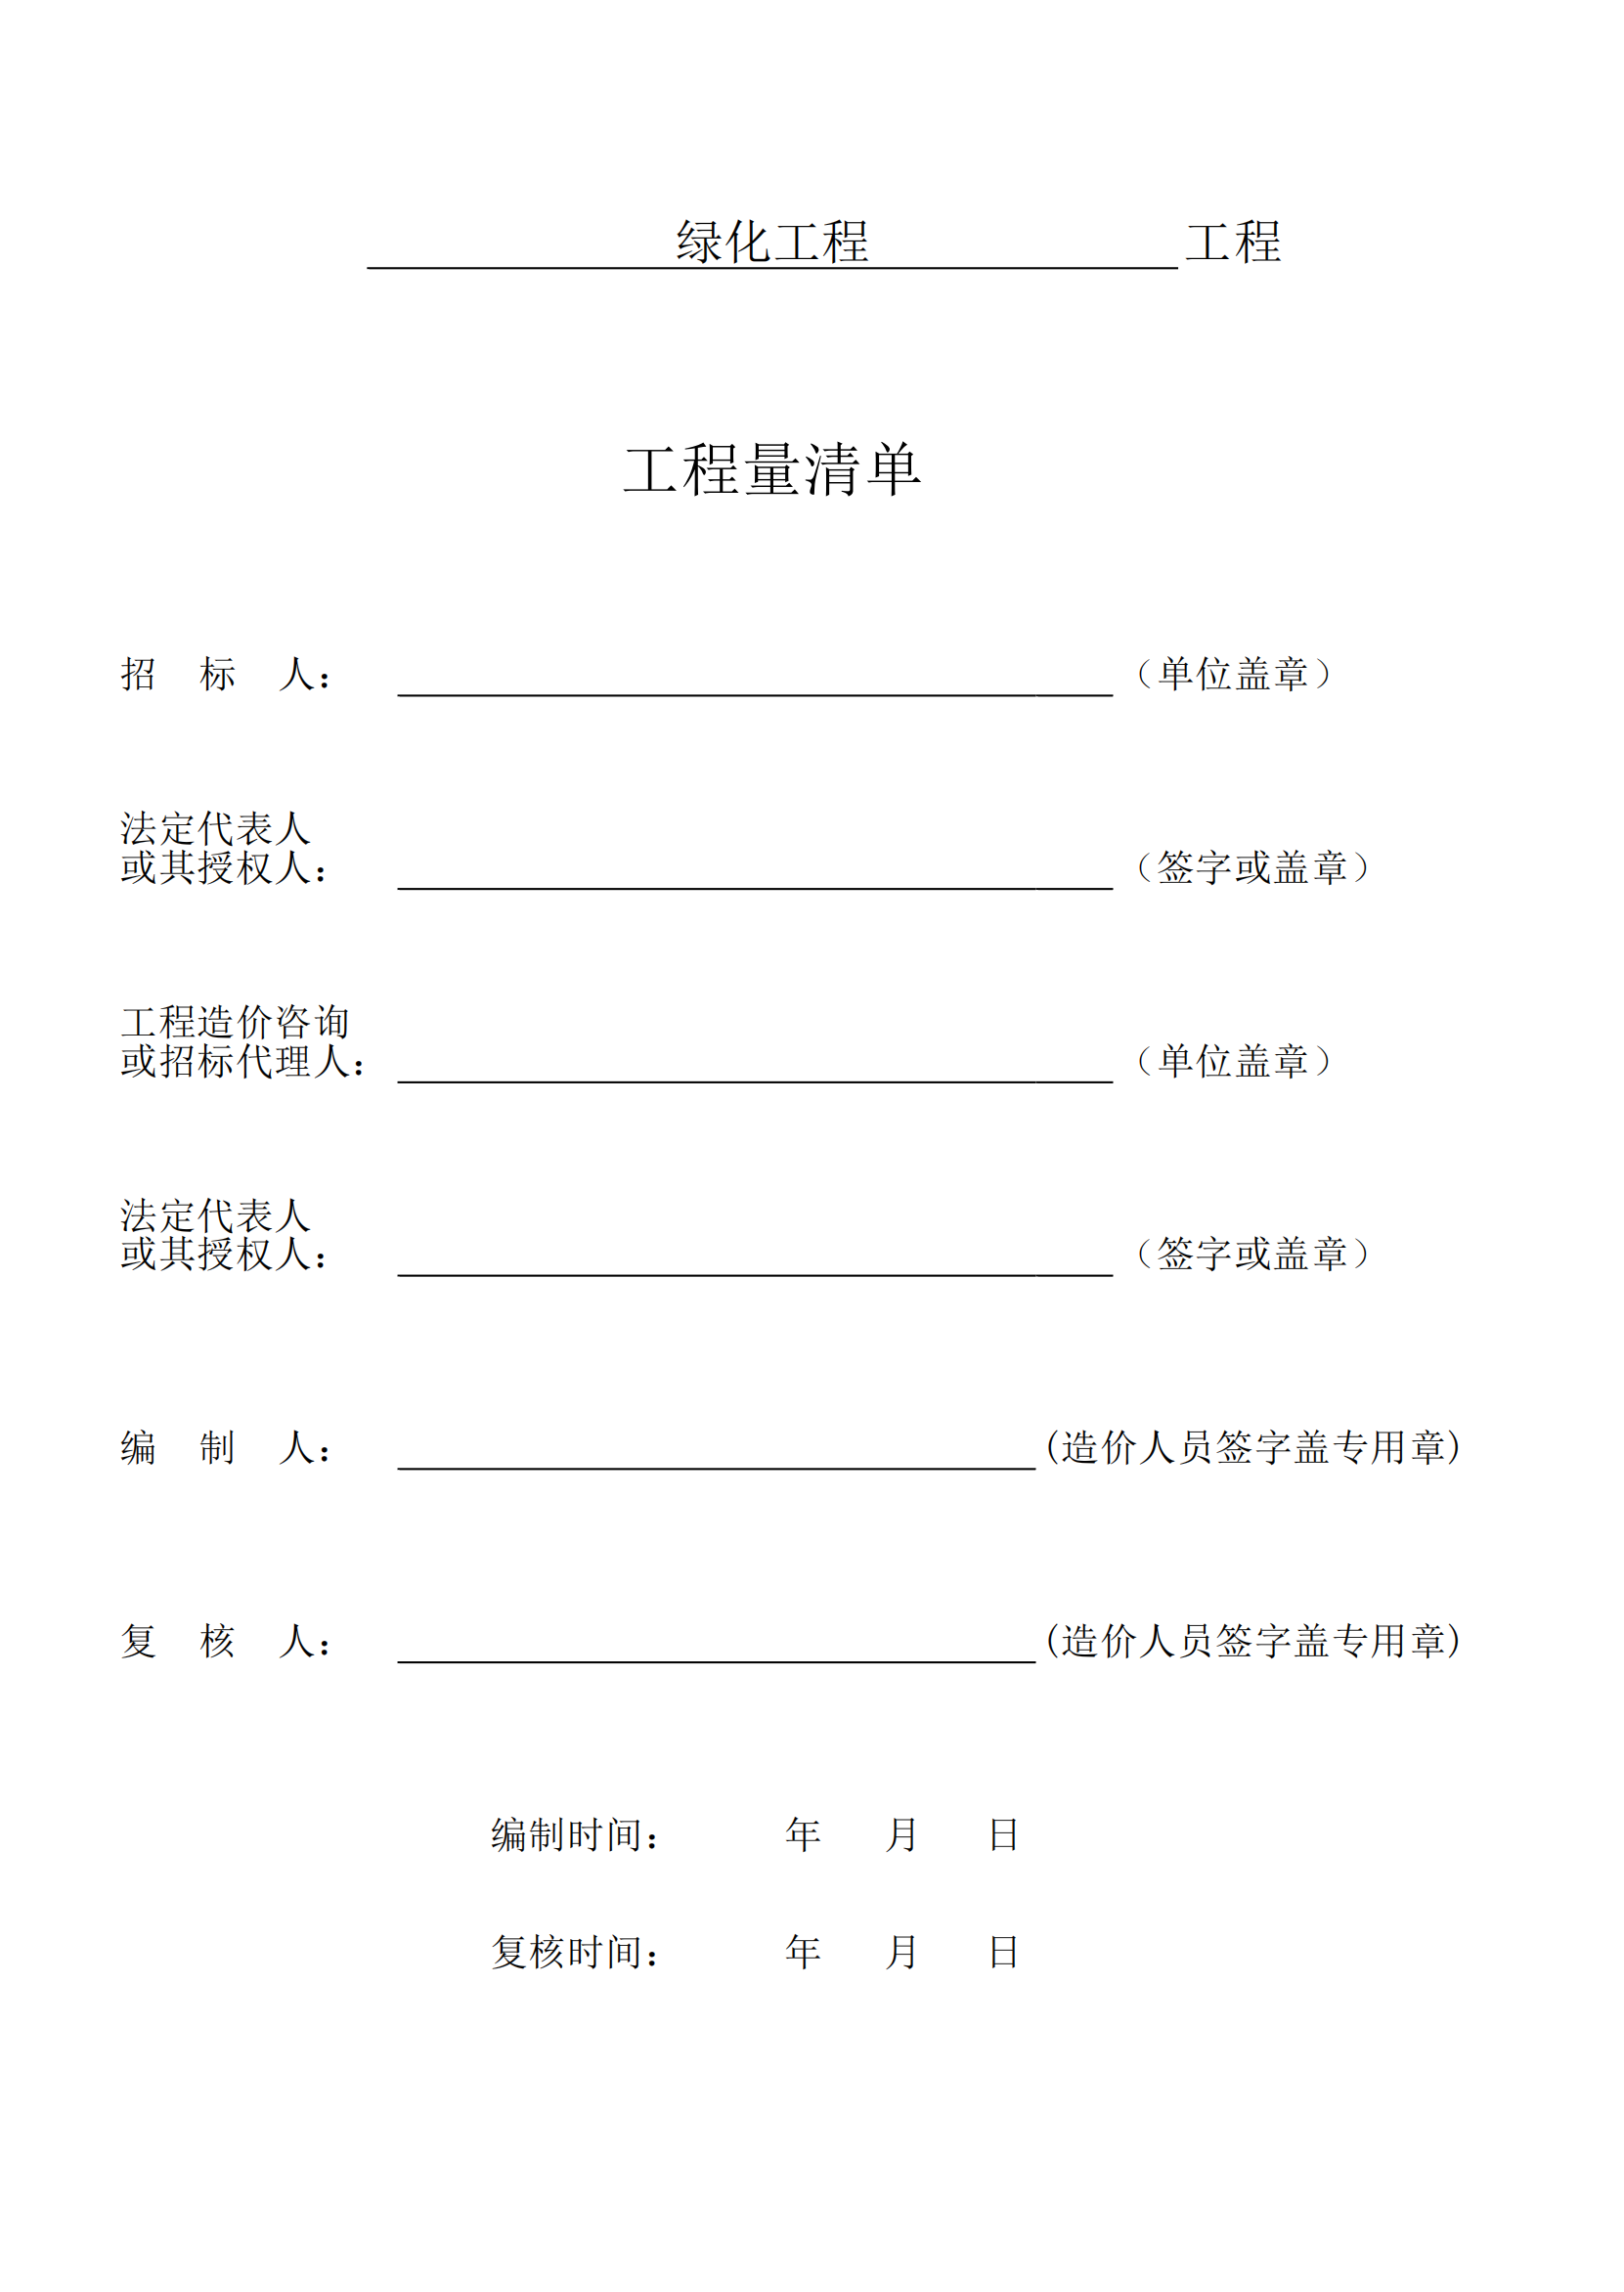 绿化工程 工程
工程量清单
招 标 人： （单位盖章）
法定代表人
或其授权人： （签字或盖章）
工程造价咨询
或招标代理人： （单位盖章）
法定代表人
或其授权人： （签字或盖章）
编 制 人： (造价人员签字盖专用章)
复 核 人： (造价人员签字盖专用章)
编制时间： 年 月 日
复核时间： 年 月 日